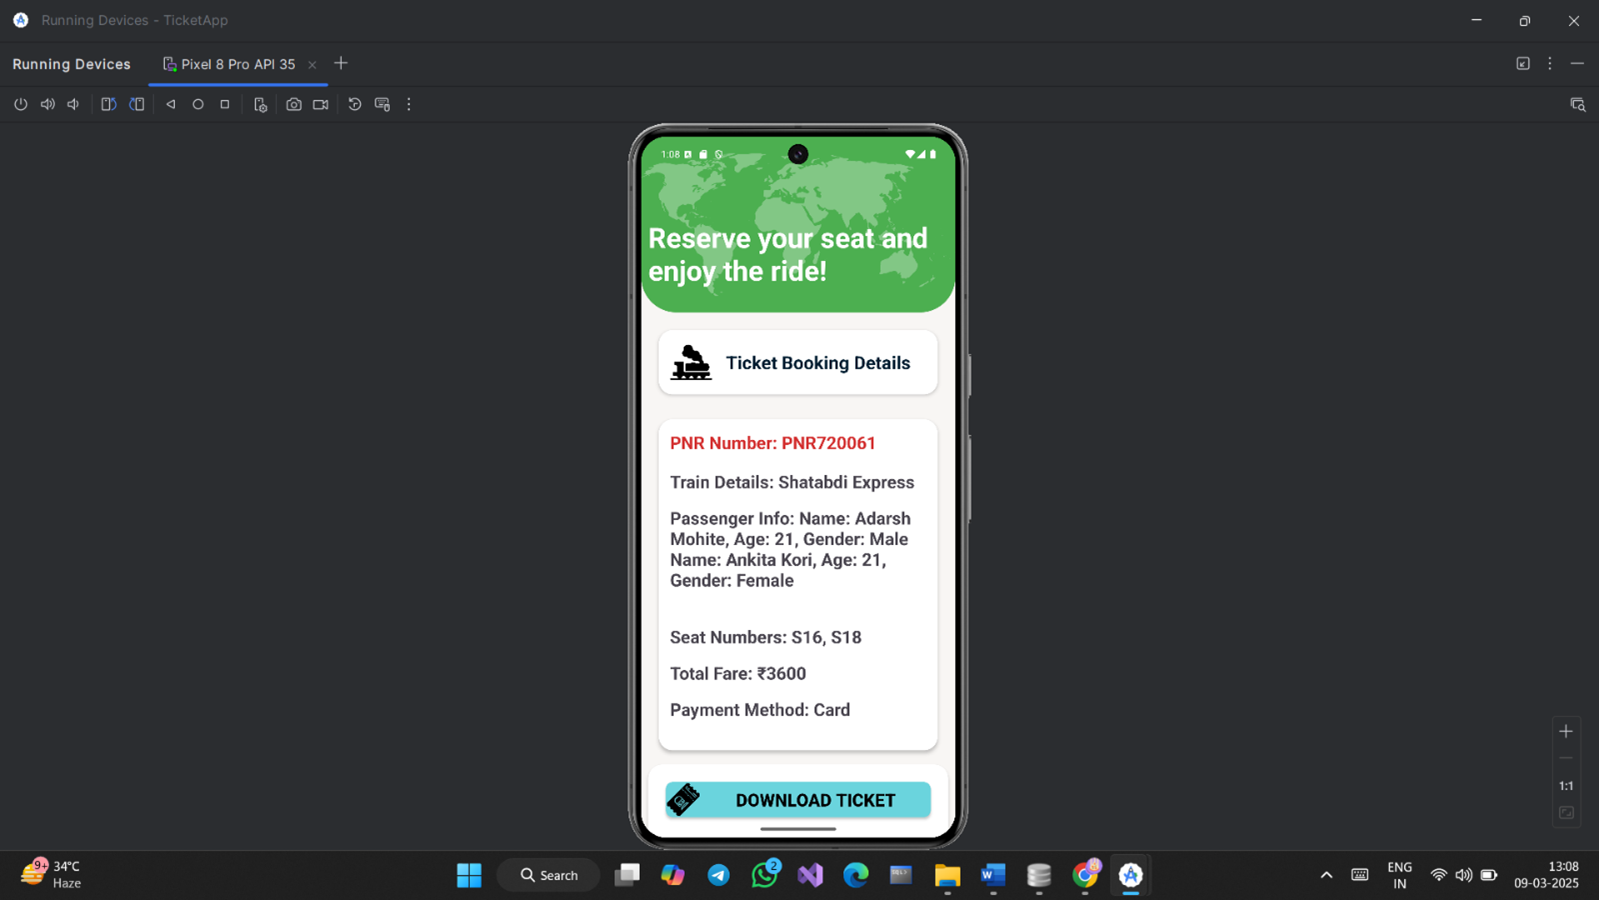 Running Devices - TicketApp
Running Devices
Pixel 8 Pro API 35
1:08
Reserve your seat and
enjoy the ride!
Ticket Booking Details
PNR Number: PNR720061
Train Details: Shatabdi Express
Passenger Info: Name: Adarsh
Mohite, Age: 21, Gender: Male
Name: Ankita Kori, Age: 21,
Gender: Female
Seat Numbers: S16, S18
Total Fare: ₹3600
Payment Method: Card
DOWNLOAD TICKET
1:1
9+
34°C
Haze
Search
2
ENG
IN
13:08
09-03-2025